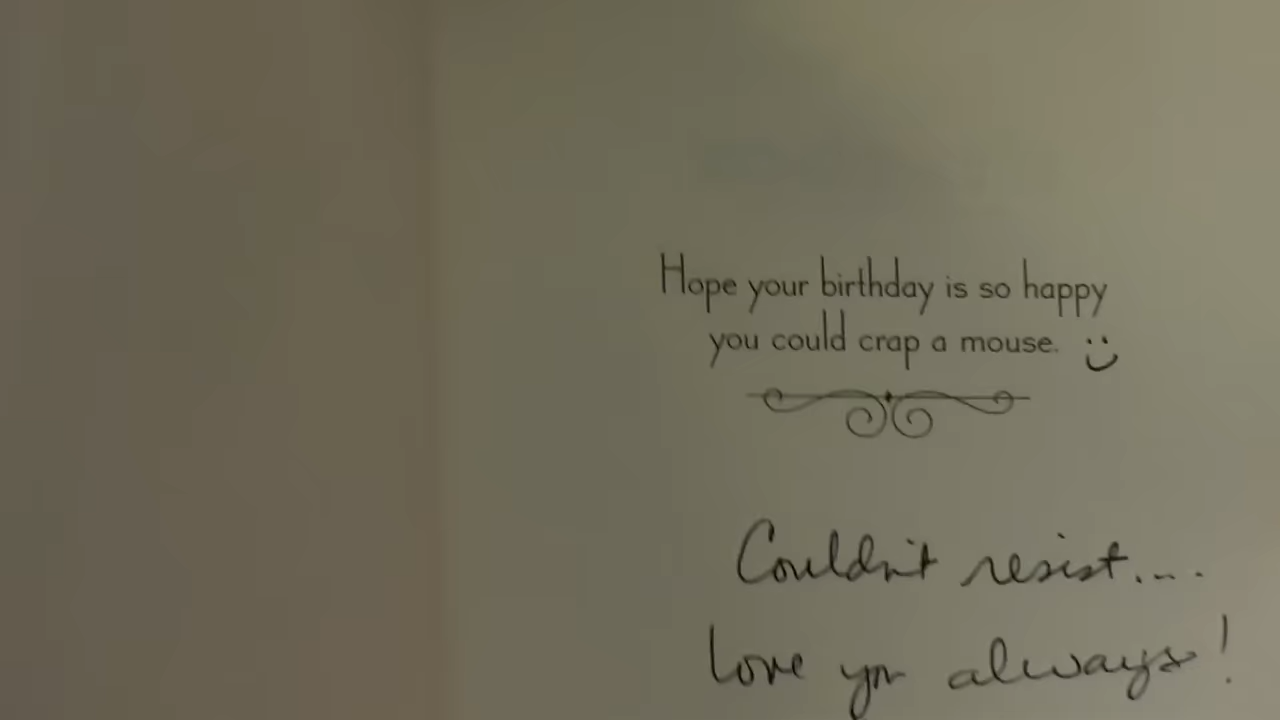 Hope your birthday is so happy
you could crap a mouse.
Couldn't resist....
love you always!